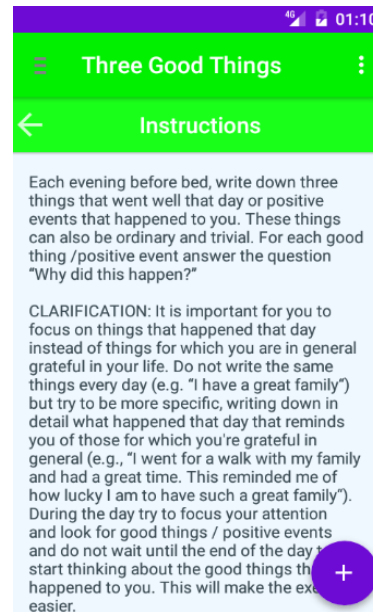 4G 01:10
Three Good Things
Instructions
Each evening before bed, write down three
things that went well that day or positive
events that happened to you. These things
can also be ordinary and trivial. For each good
thing /positive event answer the question
“Why did this happen?”
CLARIFICATION: It is important for you to
focus on things that happened that day
instead of things for which you are in general
grateful in your life. Do not write the same
things every day (e.g. “I have a great family”)
but try to be more specific, writing down in
detail what happened that day that reminds
you of those for which you're grateful in
general (e.g., “I went for a walk with my family
and had a great time. This reminded me of
how lucky I am to have such a great family”).
During the day try to focus your attention
and look for good things / positive events
and do not wait until the end of the day
start thinking about the good things
happened to you. This will make the
easier.